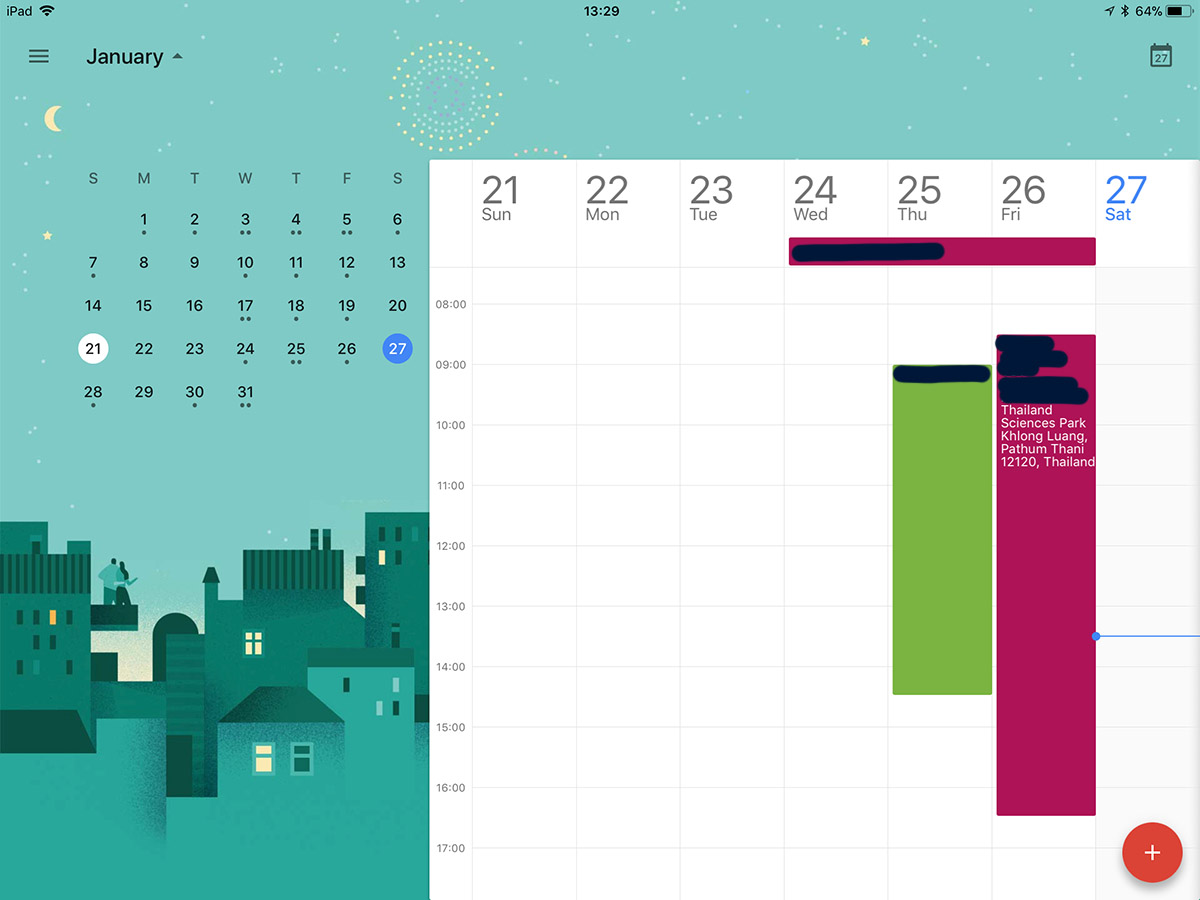 iPad 13:29 64%
January 27
S M T W T F S
1 2 3 4 5 6
7 8 9 10 11 12 13
14 15 16 17 18 19 20
21 22 23 24 25 26 27
28 29 30 31
21 22 23 24 25 26 27
Sun Mon Tue Wed Thu Fri Sat
08:00
09:00
10:00
11:00
12:00
13:00
14:00
15:00
16:00
17:00
Thailand
Sciences Park
Khlong Luang,
Pathum Thani
12120, Thailand